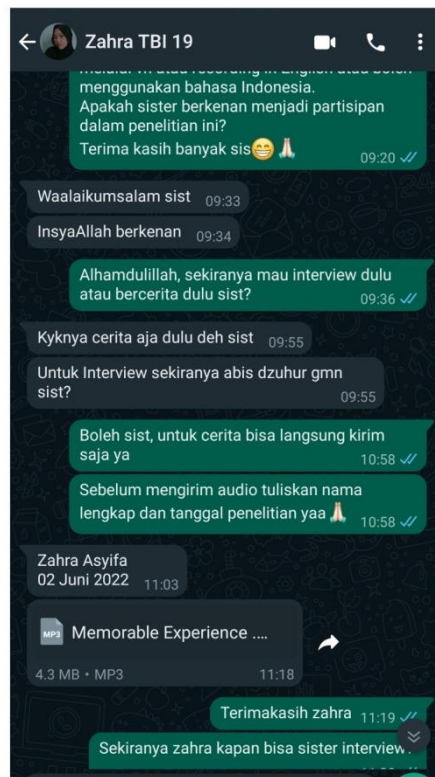 Zahra TBI 19
menggunakan bahasa Indonesia.
Apakah sister berkenan menjadi partisipan
dalam penelitian ini?
Terima kasih banyak sis😁🙏🏻
09:20
Waalaikumsalam sist 09:33
InsyaAllah berkenan 09:34
Alhamdulillah, sekiranya mau interview dulu
atau bercerita dulu sist?
09:36
Kyknya cerita aja dulu deh sist 09:55
Untuk Interview sekiranya abis dzuhur gmn
sist?
09:55
Boleh sist, untuk cerita bisa langsung kirim
saja ya
10:58
Sebelum mengirim audio tuliskan nama
lengkap dan tanggal penelitian yaa🙏🏻
10:58
Zahra Asyifa
02 Juni 2022 11:03
MP3 Memorable Experience ....
4.3 MB • MP3 11:18
Terimakasih zahra 11:19
Sekiranya zahra kapan bisa sister interview?